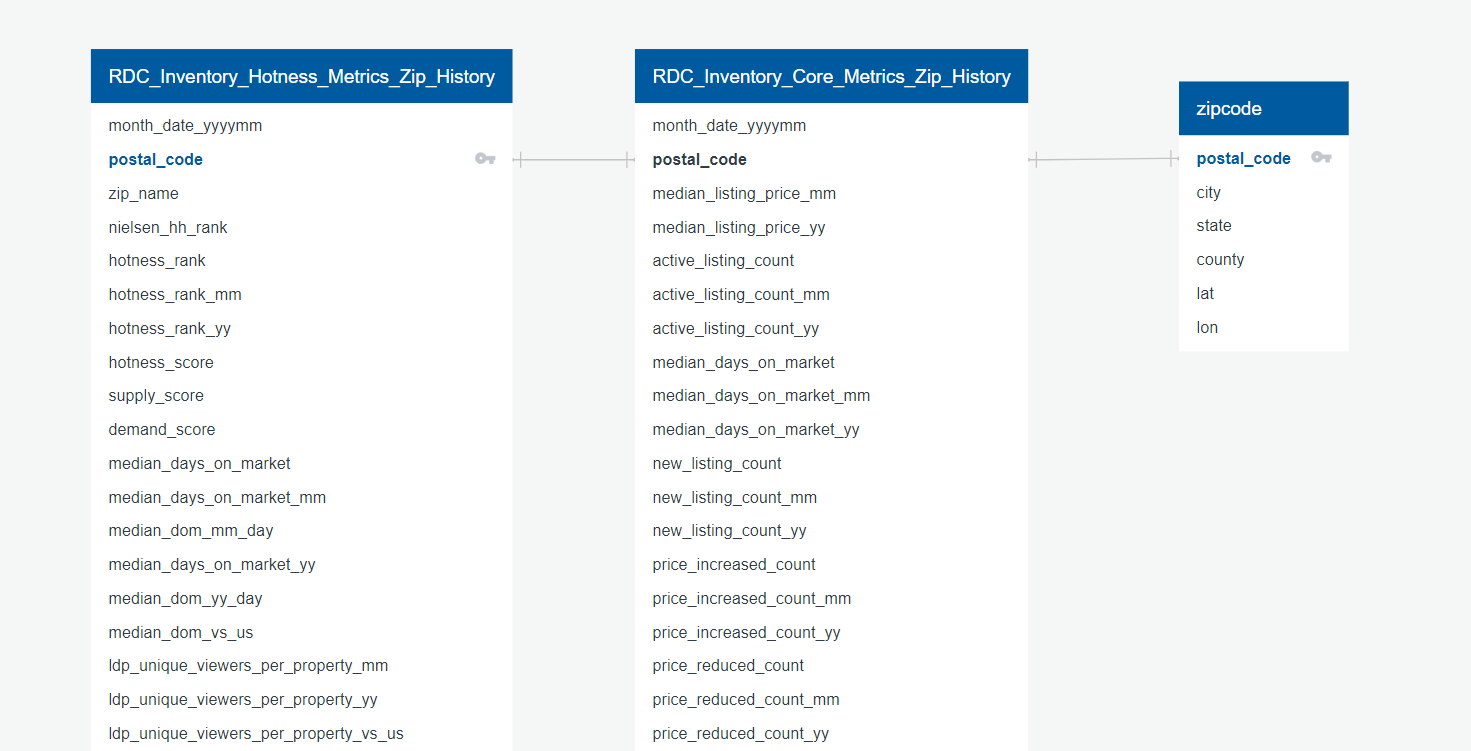 RDC_Inventory_Hotness_Metrics_Zip_History
month_date_yyyymm
postal_code
zip_name
nielsen_hh_rank
hotness_rank
hotness_rank_mm
hotness_rank_yy
hotness_score
supply_score
demand_score
median_days_on_market
median_days_on_market_mm
median_dom_mm_day
median_days_on_market_yy
median_dom_yy_day
median_dom_vs_us
ldp_unique_viewers_per_property_mm
ldp_unique_viewers_per_property_yy
ldp_unique_viewers_per_property_vs_us
RDC_Inventory_Core_Metrics_Zip_History
month_date_yyyymm
postal_code
median_listing_price_mm
median_listing_price_yy
active_listing_count
active_listing_count_mm
active_listing_count_yy
median_days_on_market
median_days_on_market_mm
median_days_on_market_yy
new_listing_count
new_listing_count_mm
new_listing_count_yy
price_increased_count
price_increased_count_mm
price_increased_count_yy
price_reduced_count
price_reduced_count_mm
price_reduced_count_yy
zipcode
postal_code
city
state
county
lat
lon